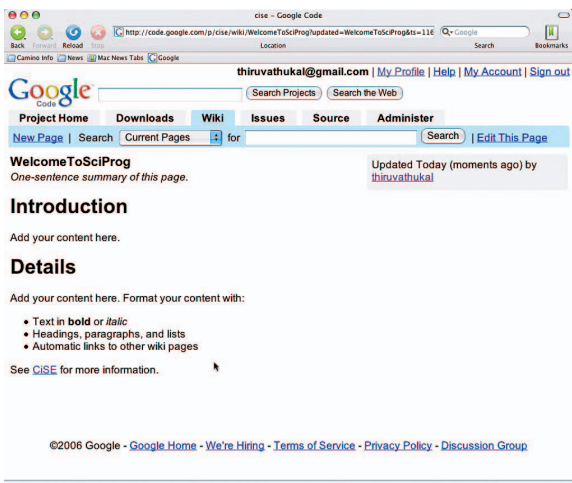 cise – Google Code
http://code.google.com/p/cise/wiki/WelcomeToSciProg?updated=WelcomeToSciProg&ts=116
Google
Back Forward Reload Stop Location Search Bookmarks
Camino Info News Mac News Tabs Google
thiruvathukal@gmail.com | My Profile | Help | My Account | Sign out
Google
Code
Search Projects Search the Web
Project Home Downloads Wiki Issues Source Administer
New Page | Search Current Pages for Search | Edit This Page
WelcomeToSciProg
One-sentence summary of this page.
Updated Today (moments ago) by
thiruvathukal
Introduction
Add your content here.
Details
Add your content here. Format your content with:
• Text in bold or italic
• Headings, paragraphs, and lists
• Automatic links to other wiki pages
See CiSE for more information.
©2006 Google - Google Home - We're Hiring - Terms of Service - Privacy Policy - Discussion Group